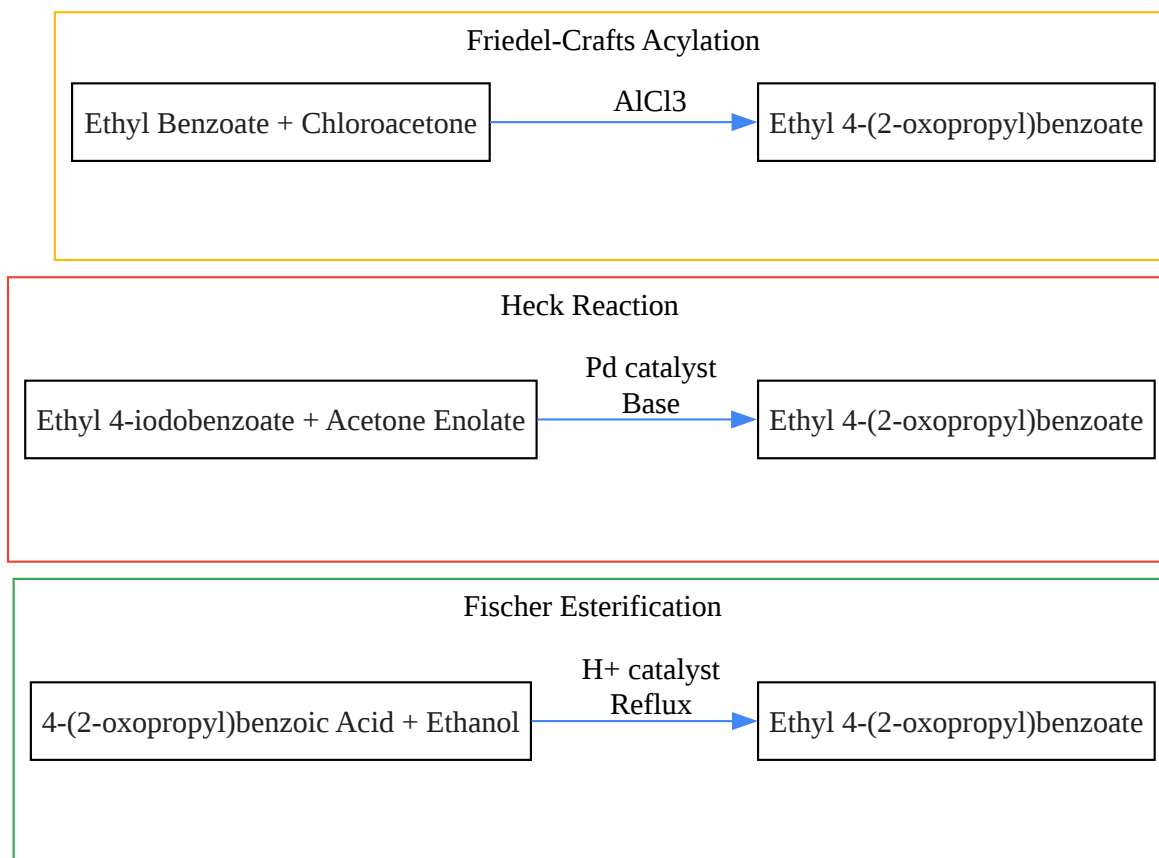 Friedel-Crafts Acylation
Ethyl Benzoate + Chloroacetone
AlCl3
Ethyl 4-(2-oxopropyl)benzoate
Heck Reaction
Ethyl 4-iodobenzoate + Acetone Enolate
Pd catalyst
Base
Ethyl 4-(2-oxopropyl)benzoate
Fischer Esterification
4-(2-oxopropyl)benzoic Acid + Ethanol
H+ catalyst
Reflux
Ethyl 4-(2-oxopropyl)benzoate